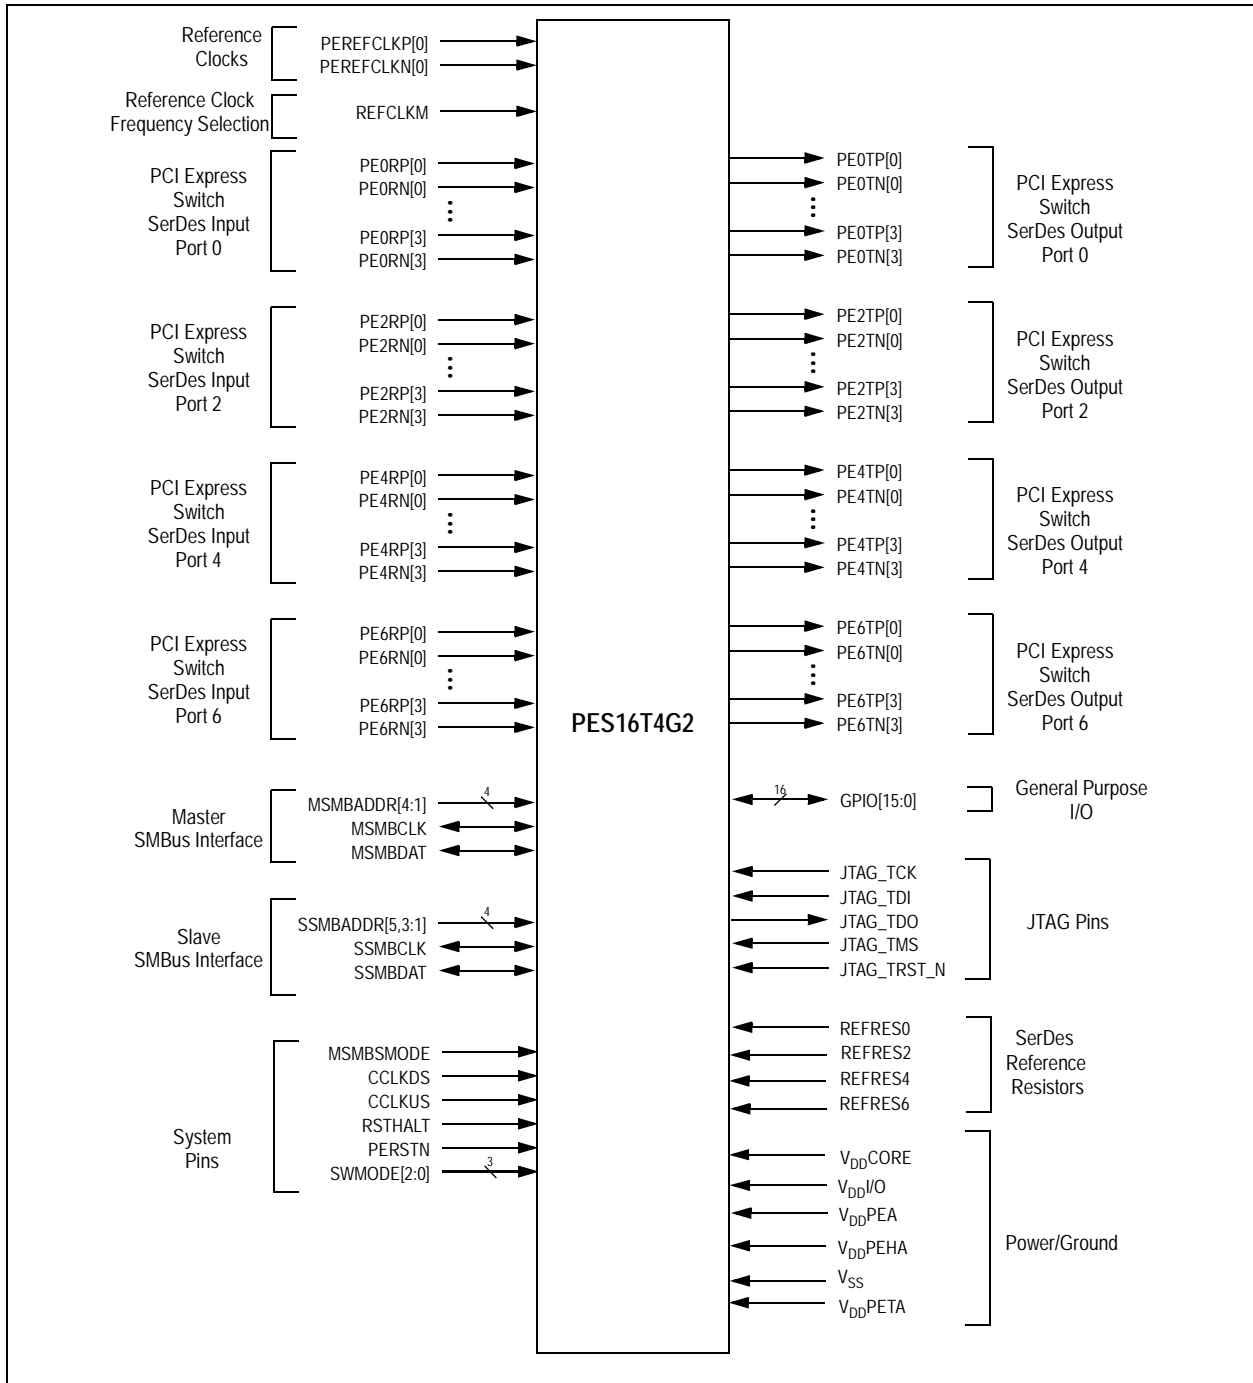 Reference
Clocks
PEREFCLKP[0]
PEREFCLKN[0]
Reference Clock
Frequency Selection
REFCLKM
PCI Express
Switch
SerDes Input
Port 0
PE0RP[0]
PE0RN[0]
PE0RP[3]
PE0RN[3]
PCI Express
Switch
SerDes Input
Port 2
PE2RP[0]
PE2RN[0]
PE2RP[3]
PE2RN[3]
PCI Express
Switch
SerDes Input
Port 4
PE4RP[0]
PE4RN[0]
PE4RP[3]
PE4RN[3]
PCI Express
Switch
SerDes Input
Port 6
PE6RP[0]
PE6RN[0]
PE6RP[3]
PE6RN[3]
Master
SMBus Interface
MSMBADDR[4:1]
4
MSMBCLK
MSMBDAT
Slave
SMBus Interface
SSMBADDR[5,3:1]
4
SSMBCLK
SSMBDAT
System
Pins
MSMBSMODE
CCLKDS
CCLKUS
RSTHALT
PERSTN
SWMODE[2:0]
3
PES16T4G2
PE0TP[0]
PE0TN[0]
PE0TP[3]
PE0TN[3]
PCI Express
Switch
SerDes Output
Port 0
PE2TP[0]
PE2TN[0]
PE2TP[3]
PE2TN[3]
PCI Express
Switch
SerDes Output
Port 2
PE4TP[0]
PE4TN[0]
PE4TP[3]
PE4TN[3]
PCI Express
Switch
SerDes Output
Port 4
PE6TP[0]
PE6TN[0]
PE6TP[3]
PE6TN[3]
PCI Express
Switch
SerDes Output
Port 6
16
GPIO[15:0]
General Purpose
I/O
JTAG_TCK
JTAG_TDI
JTAG_TDO
JTAG_TMS
JTAG_TRST_N
JTAG Pins
REFRES0
REFRES2
REFRES4
REFRES6
SerDes
Reference
Resistors
VDDCORE
VDDI/O
VDDPEA
VDDPEHA
VSS
VDDPETA
Power/Ground